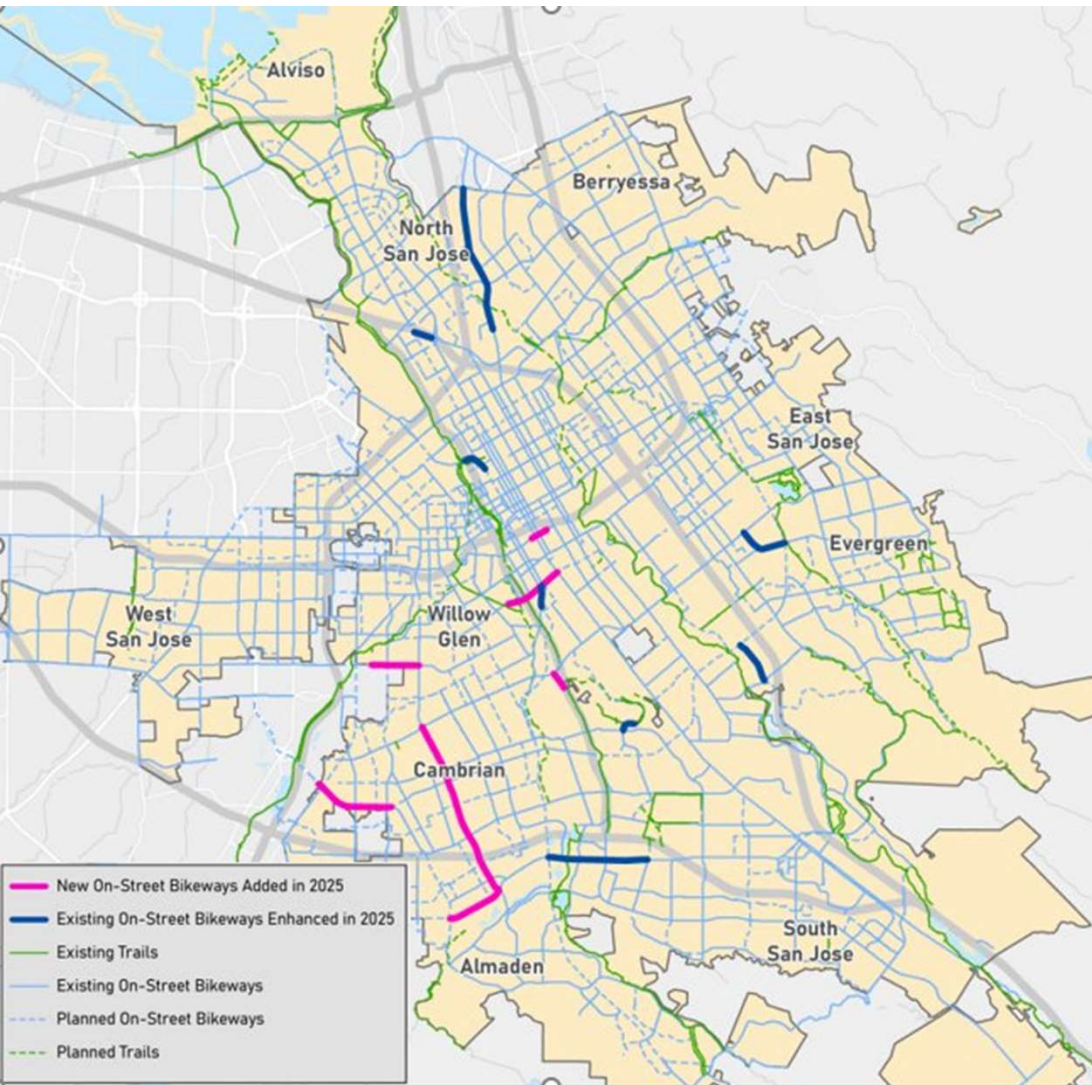 Alviso
Berryessa
North
San Jose
East
San Jose
Evergreen
West
San Jose
Willow
Glen
Cambrian
New On-Street Bikeways Added in 2025
Existing On-Street Bikeways Enhanced in 2025
Existing Trails
Existing On-Street Bikeways
Planned On-Street Bikeways
Planned Trails
South
San Jose
Almaden